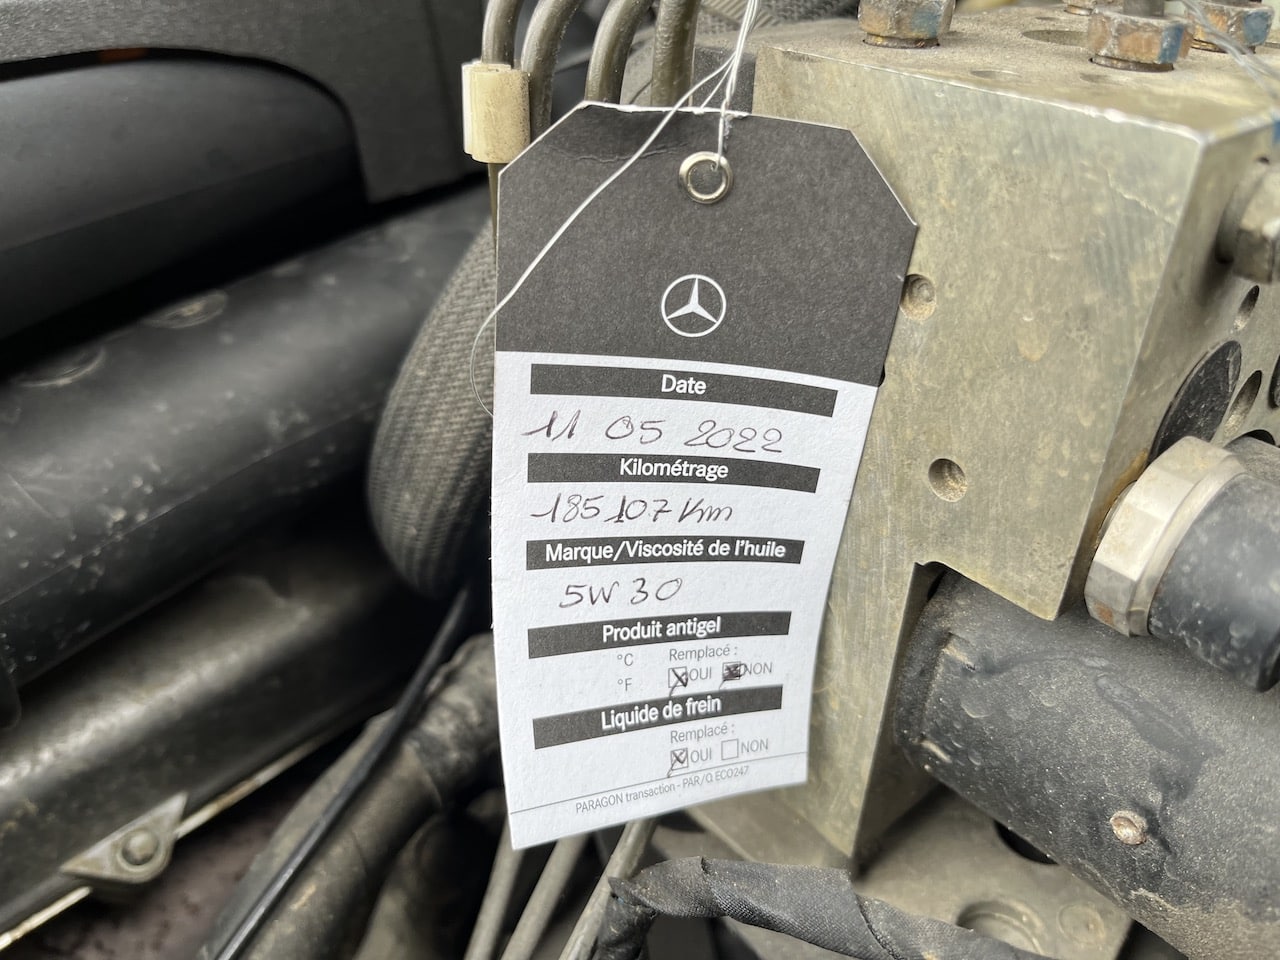 Date
11 05 2022
Kilométrage
185107 Km
Marque/Viscosité de l'huile
5W30
Produit antigel
°C Remplacé :
°F OUI NON
Liquide de frein
Remplacé :
OUI NON
PARAGON transaction - PAR/O. ECO247